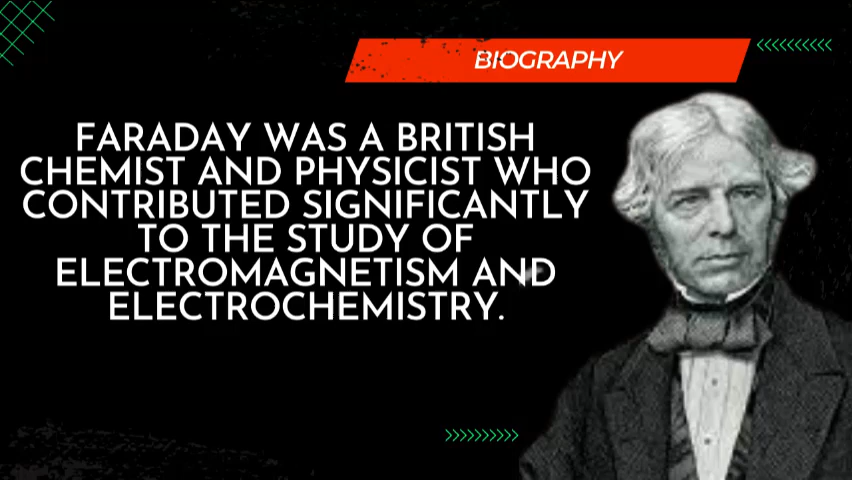 BIOGRAPHY
FARADAY WAS A BRITISH
CHEMIST AND PHYSICIST WHO
CONTRIBUTED SIGNIFICANTLY
TO THE STUDY OF
ELECTROMAGNETISM AND
ELECTROCHEMISTRY.